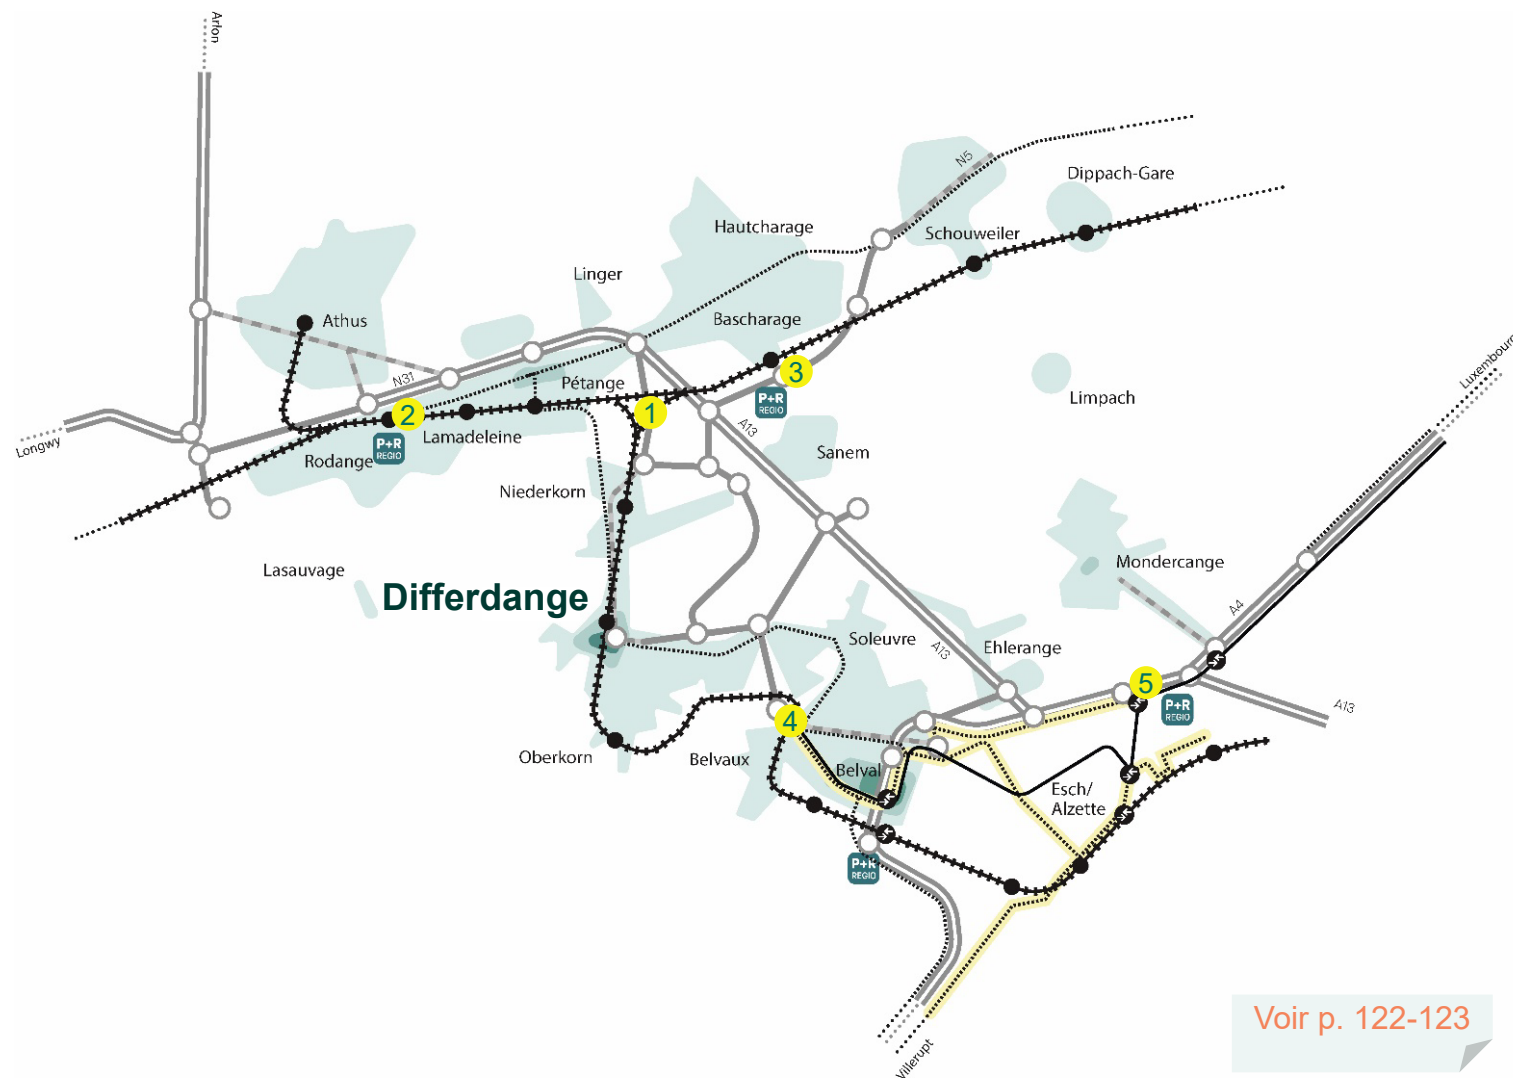 Arlon
N5
Dippach-Gare
Hautcharage
Schouweiler
Linger
Athus
Bascharage
Luxembourg
N31
Pétange
3
P+R
REGIO
Limpach
2
1
Longwy
P+R
REGIO
Lamadeleine
A13
Rodange
Sanem
Niederkorn
Lasauvage
Mondercange
Differdange
A4
Soleuvre
A13
Ehlerange
5
P+R
REGIO
A13
4
Oberkorn
Belvaux
Belval
Esch/
Alzette
P+R
REGIO
Voir p. 122-123
Villerupt